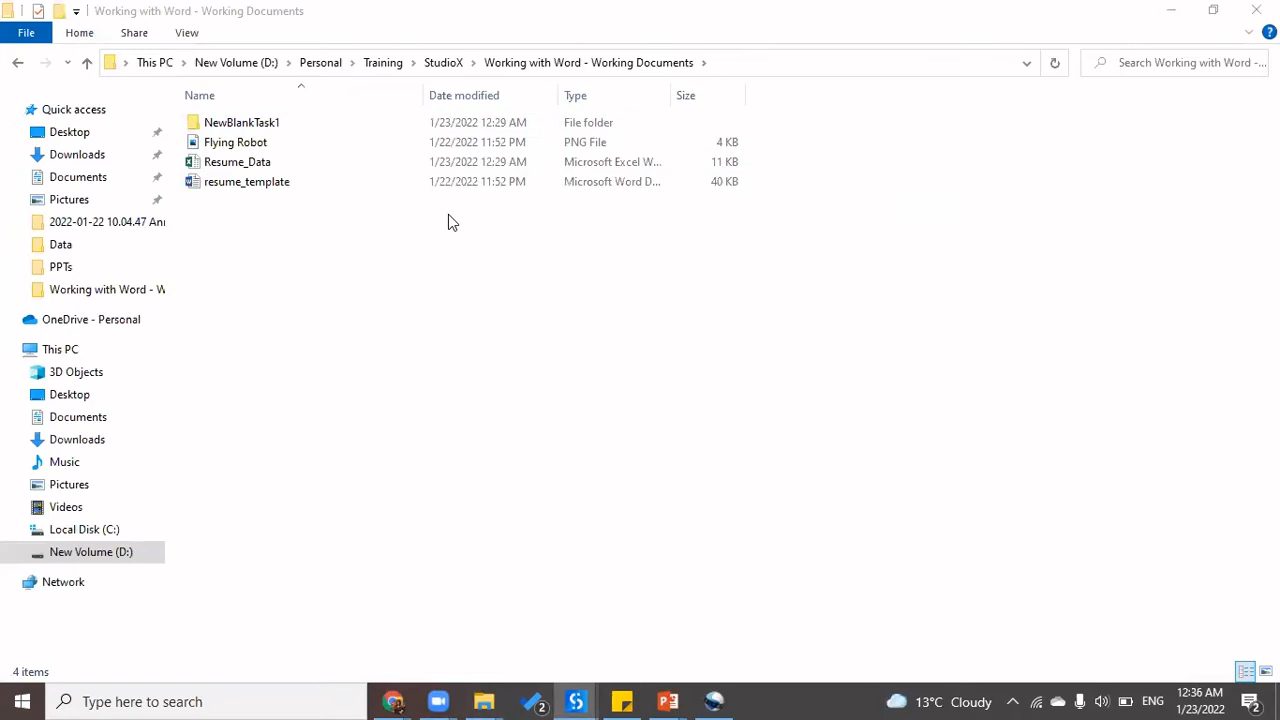 Working with Word - Working Documents
File Home Share View
This PC New Volume (D:) Personal Training StudioX Working with Word - Working Documents Search Working with Word -...
Name Date modified Type Size
NewBlankTask1 1/23/2022 12:29 AM File folder
Flying Robot 1/22/2022 11:52 PM PNG File 4 KB
Resume_Data 1/23/2022 12:29 AM Microsoft Excel W... 11 KB
resume_template 1/22/2022 11:52 PM Microsoft Word D... 40 KB
Quick access
Desktop
Downloads
Documents
Pictures
2022-01-22 10.04.47 Ani
Data
PPTs
Working with Word - W
OneDrive - Personal
This PC
3D Objects
Desktop
Documents
Downloads
Music
Pictures
Videos
Local Disk (C:)
New Volume (D:)
Network
4 items
Type here to search 2 13°C Cloudy ENG 12:36 AM
1/23/2022 2